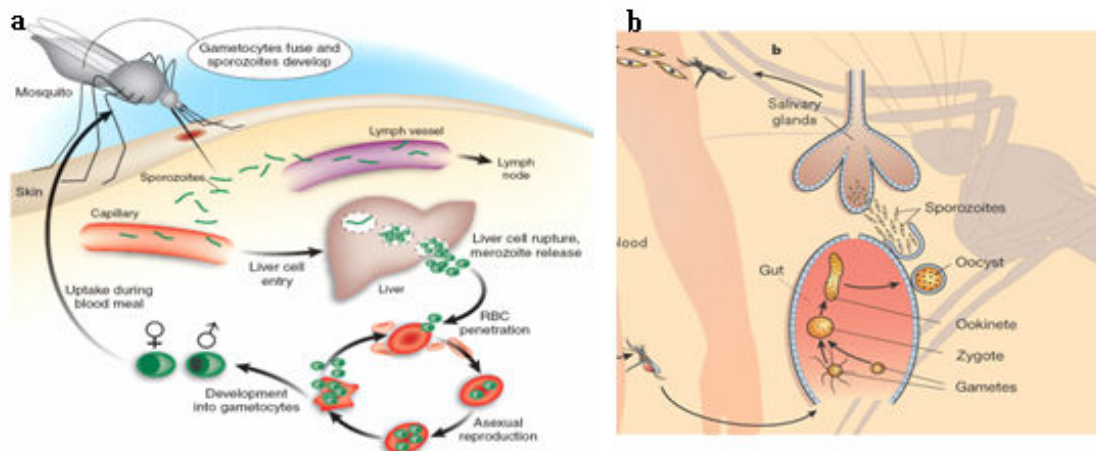 a
Gametocytes fuse and
sporozoites develop
Mosquito
Lymph vessel
Lymph
node
Sporozoites
Skin
Capillary
Liver cell rupture,
merozoite release
Liver cell
entry
Liver
Uptake during
blood meal
RBC
penetration
Development
into gametocytes
Asexual
reproduction
b
b
Salivary
glands
Sporozoites
Oocyst
Gut
Ookinete
Zygote
Gametes